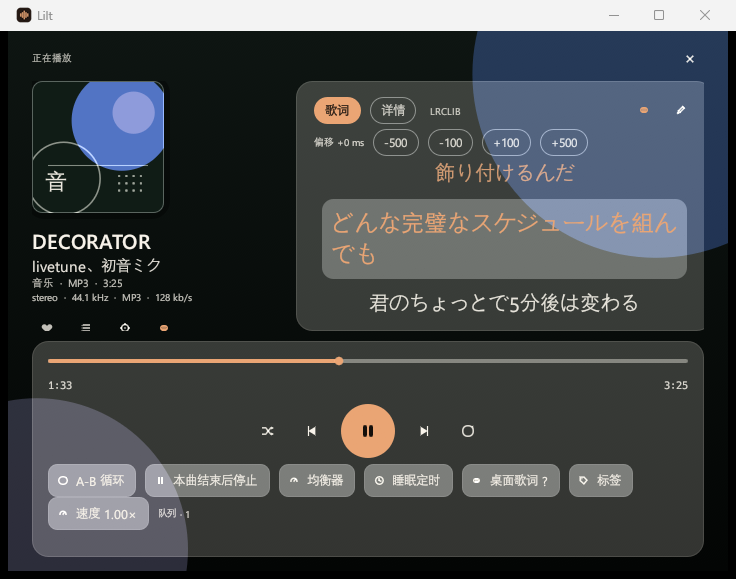 Lilt
正在播放
音
DECORATOR
livetune、初音ミク
音乐 · MP3 · 3:25
stereo · 44.1 kHz · MP3 · 128 kb/s
歌词 详情 LRCLIB
偏移 +0 ms -500 -100 +100 +500
飾り付けるんだ
どんな完璧なスケジュールを組ん
でも
君のちょっとで5分後は変わる
1:33 3:25
A-B 循环 本曲结束后停止 均衡器 睡眠定时 桌面歌词 ? 标签
速度 1.00× 队列 · 1